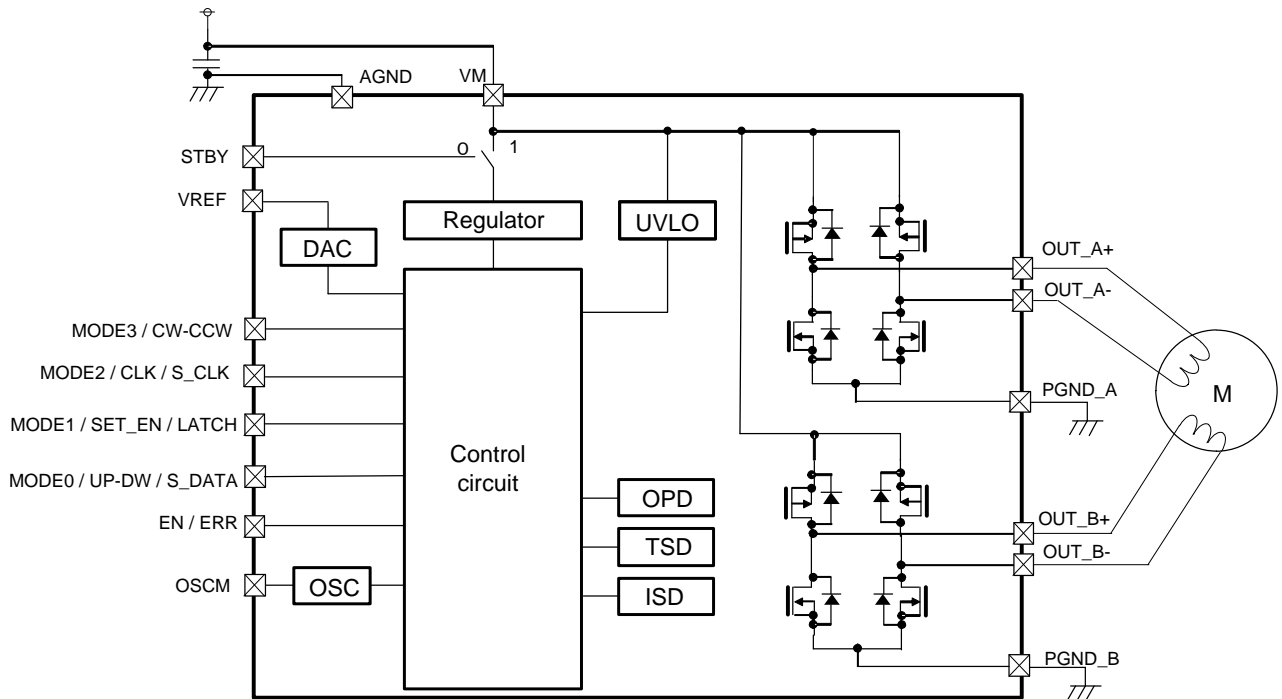 AGND
VM
STBY
0
1
VREF
Regulator
UVLO
DAC
OUT_A+
OUT_A-
MODE3 / CW-CCW
MODE2 / CLK / S_CLK
M
PGND_A
MODE1 / SET_EN / LATCH
Control
circuit
MODE0 / UP-DW / S_DATA
OPD
EN / ERR
OUT_B+
TSD
OUT_B-
OSCM
OSC
ISD
PGND_B